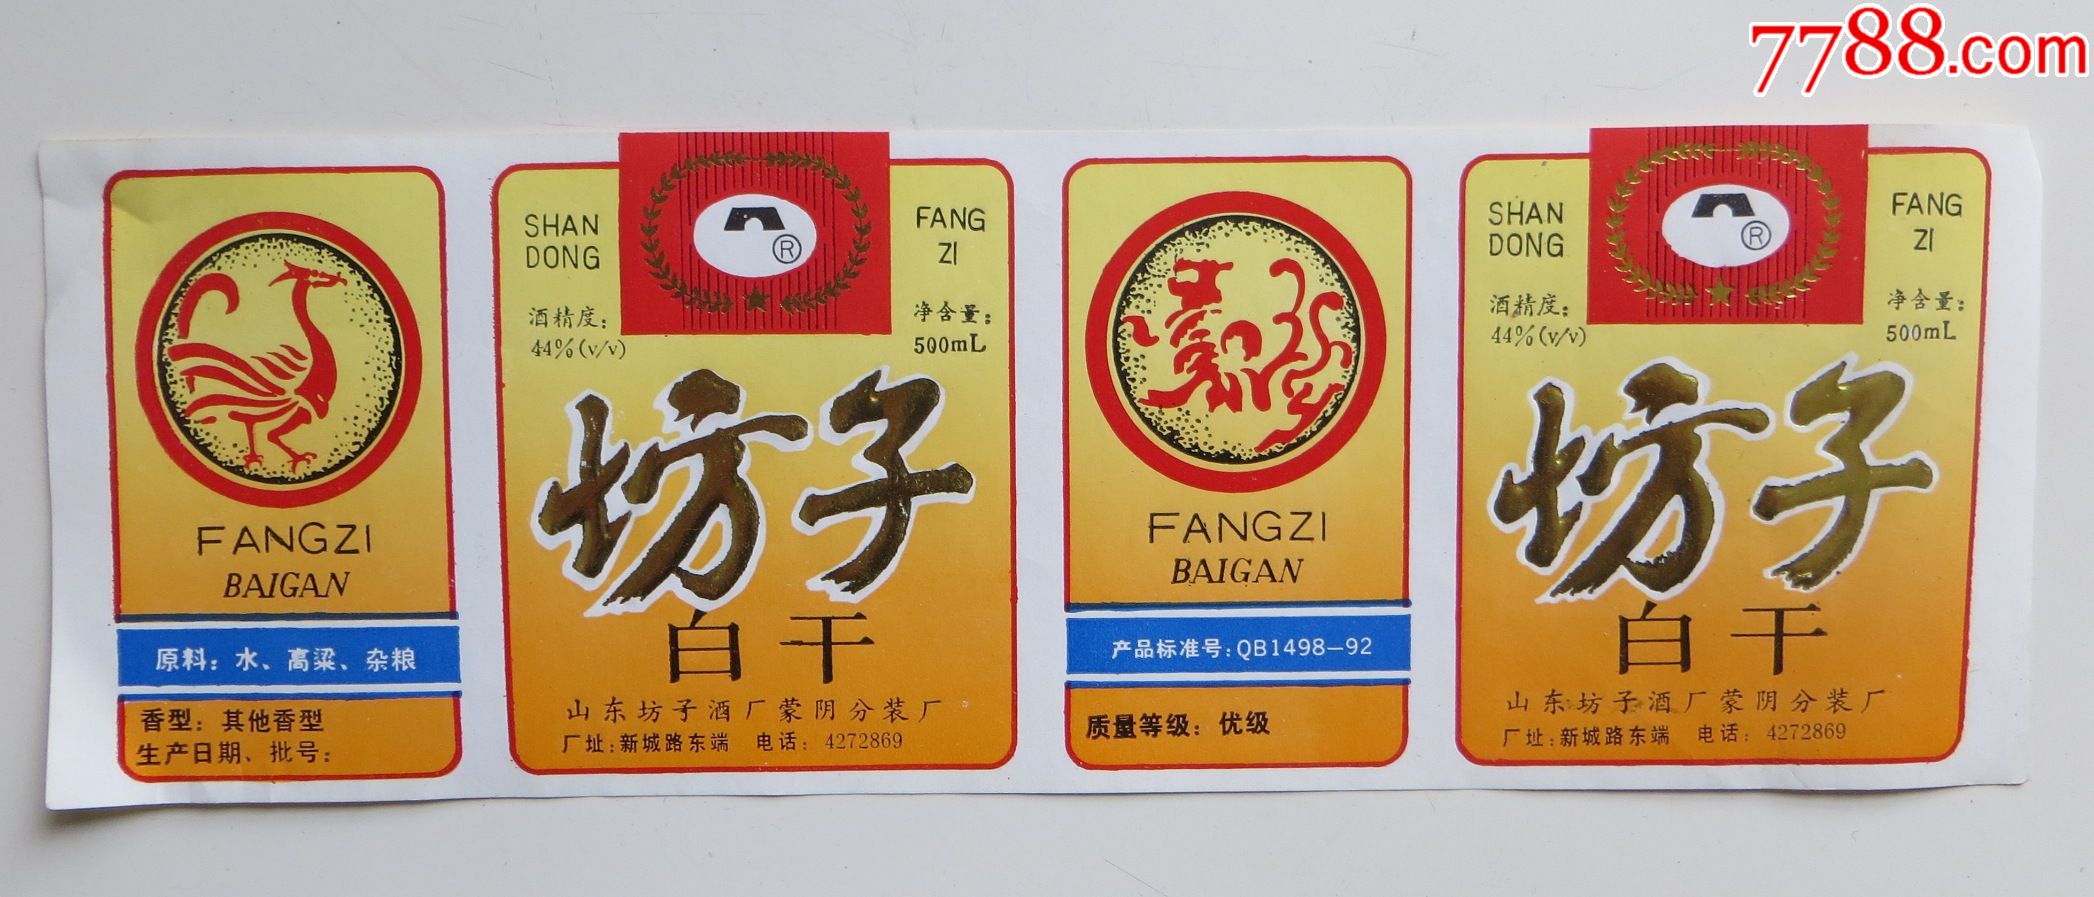 7788.com
FANGZI
BAIGAN
原料：水、高粱、杂粮
香型：其他香型
生产日期、批号：
SHAN
DONG
FANG
ZI
®
酒精度：
44%(v/v)
净含量：
500mL
坊子
白干
山东坊子酒厂蒙阴分装厂
厂址：新城路东端 电话：4272869
FANGZI
BAIGAN
产品标准号：QB1498-92
质量等级：优级
SHAN
DONG
FANG
ZI
®
酒精度：
44%(v/v)
净含量：
500mL
坊子
白干
山东坊子酒厂蒙阴分装厂
厂址：新城路东端 电话：4272869